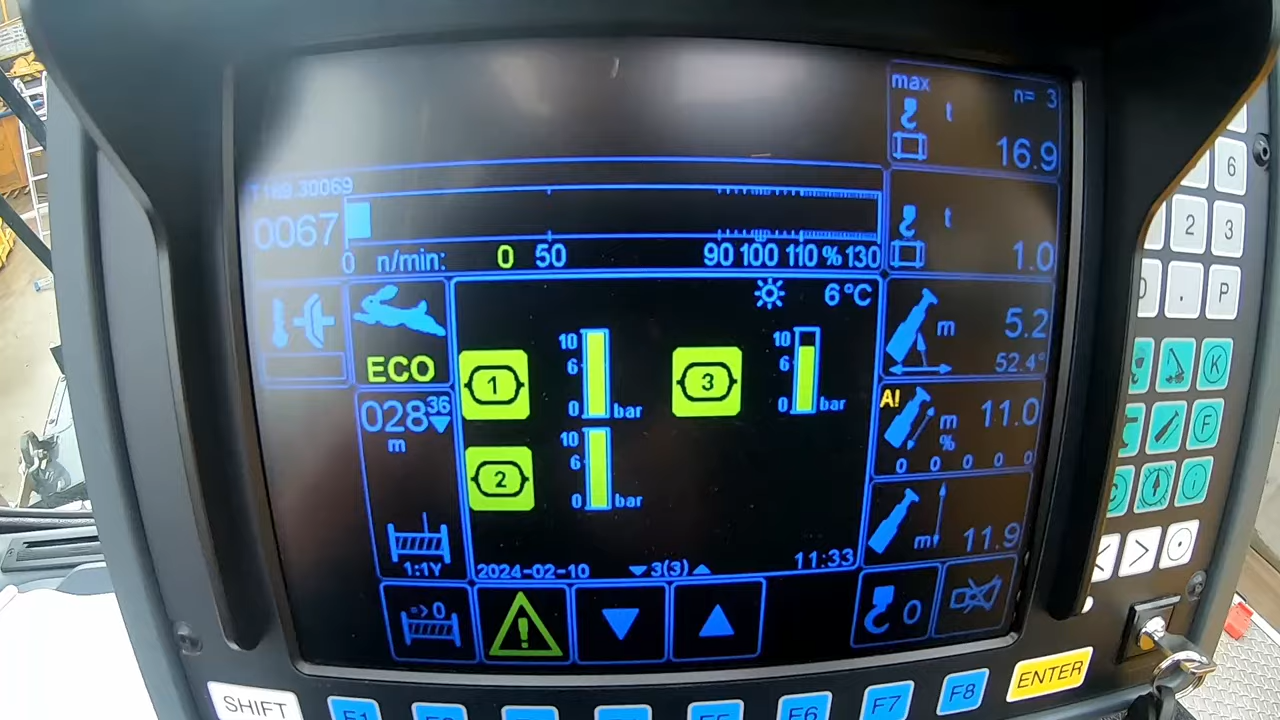 max
n= 3
t
16.9
30069
0067
0 n/min: 0 50 90 100 110 % 130
t
1.0
6°C
ECO
m 5.2
52.4°
1
10
6
0 bar
3
10
6
0 bar
028 36
m
A!
m 11.0
%
0 0 0 0 0
2
10
6
0 bar
m 11.9
1:1Y
2024-02-10
3(3)
11:33
=>0
!
0
SHIFT
F1
F6
F7
F8
ENTER
6
2
3
.
P
K
F
i